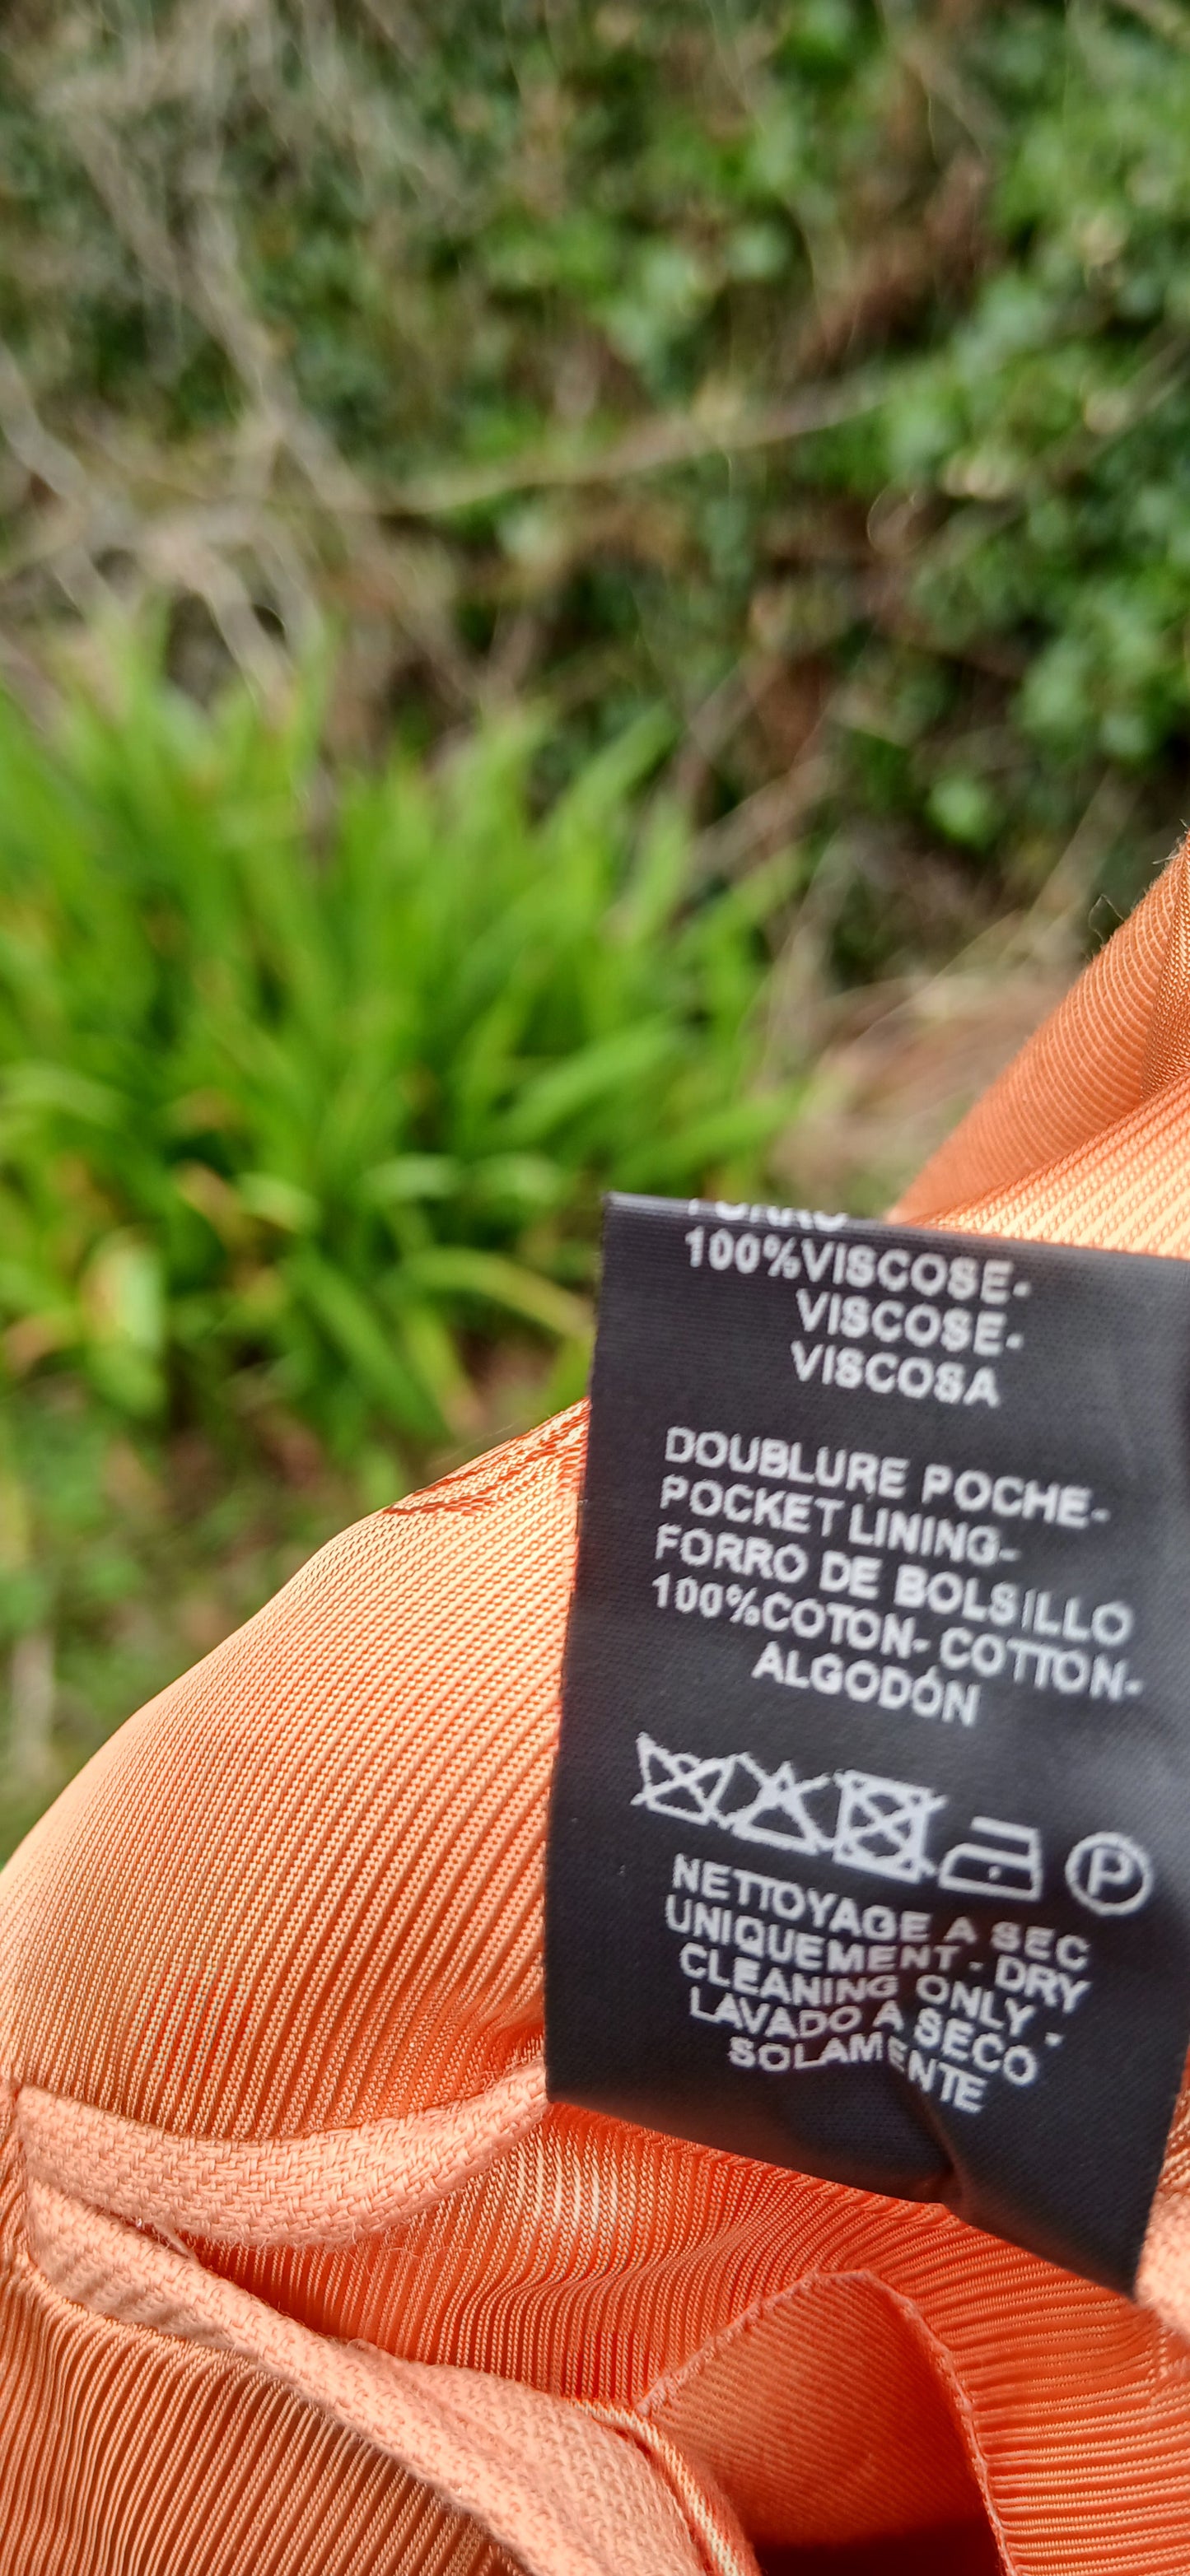 FORRO
100%VISCOSE-
VISCOSE-
VISCOSA
DOUBLURE POCHE-
POCKET LINING-
FORRO DE BOLSILLO
100%COTON- COTTON-
ALGODÓN
P
NETTOYAGE A SEC
UNIQUEMENT - DRY
CLEANING ONLY -
LAVADO A SECO
SOLAMENTE